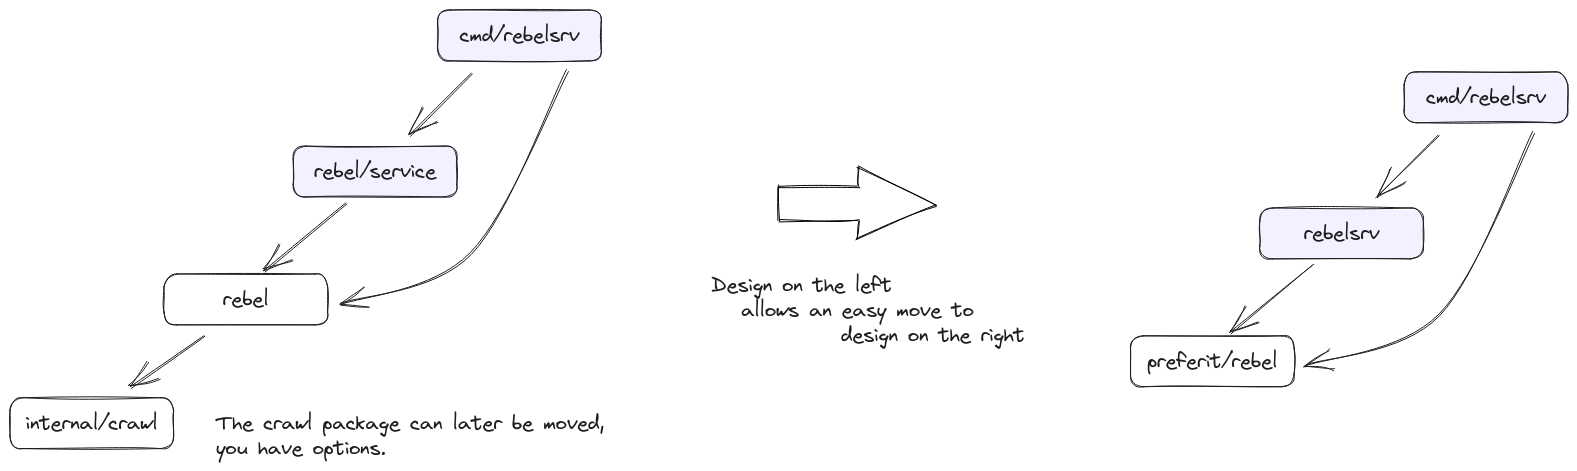 cmd/rebelsrv
rebel/service
rebel
internal/crawl
The crawl package can later be moved,
you have options.
Design on the left
allows an easy move to
design on the right
cmd/rebelsrv
rebelsrv
preferit/rebel